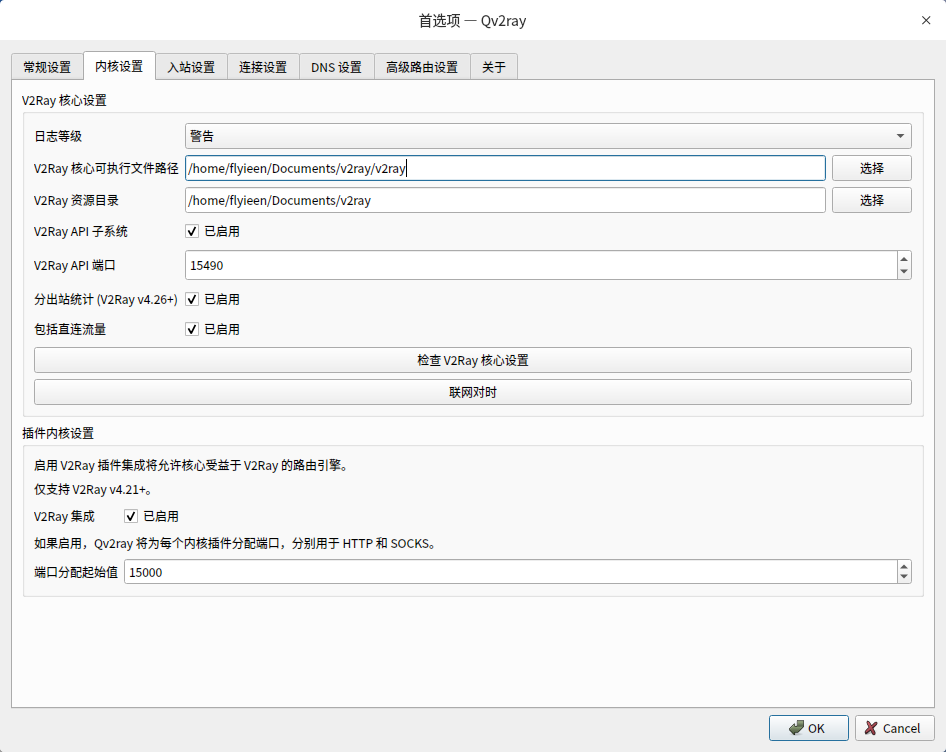 首选项 — Qv2ray
常规设置 内核设置 入站设置 连接设置 DNS 设置 高级路由设置 关于
V2Ray 核心设置
日志等级 警告
V2Ray 核心可执行文件路径 /home/flyieen/Documents/v2ray/v2ray 选择
V2Ray 资源目录 /home/flyieen/Documents/v2ray 选择
V2Ray API 子系统 已启用
V2Ray API 端口 15490
分出站统计 (V2Ray v4.26+) 已启用
包括直连流量 已启用
检查 V2Ray 核心设置
联网对时
插件内核设置
启用 V2Ray 插件集成将允许核心受益于 V2Ray 的路由引擎。
仅支持 V2Ray v4.21+。
V2Ray 集成 已启用
如果启用，Qv2ray 将为每个内核插件分配端口，分别用于 HTTP 和 SOCKS。
端口分配起始值 15000
OK Cancel